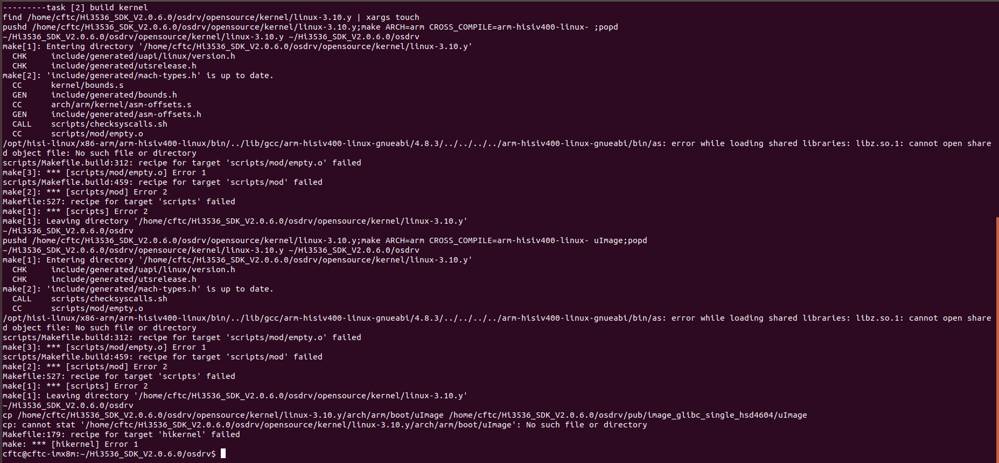 ---------task [2] build kernel
find /home/cftc/Hi3536_SDK_V2.0.6.0/osdrv/opensource/kernel/linux-3.10.y | xargs touch
pushd /home/cftc/Hi3536_SDK_V2.0.6.0/osdrv/opensource/kernel/linux-3.10.y;make ARCH=arm CROSS_COMPILE=arm-hisiv400-linux- ;popd
~/Hi3536_SDK_V2.0.6.0/osdrv/opensource/kernel/linux-3.10.y ~/Hi3536_SDK_V2.0.6.0/osdrv
make[1]: Entering directory '/home/cftc/Hi3536_SDK_V2.0.6.0/osdrv/opensource/kernel/linux-3.10.y'
  CHK     include/generated/uapi/linux/version.h
  CHK     include/generated/utsrelease.h
make[2]: 'include/generated/mach-types.h' is up to date.
  CC      kernel/bounds.s
  GEN     include/generated/bounds.h
  CC      arch/arm/kernel/asm-offsets.s
  GEN     include/generated/asm-offsets.h
  CALL    scripts/checksyscalls.sh
  CC      scripts/mod/empty.o
/opt/hisi-linux/x86-arm/arm-hisiv400-linux/bin/../lib/gcc/arm-hisiv400-linux-gnueabi/4.8.3/../../../../arm-hisiv400-linux-gnueabi/bin/as: error while loading shared libraries: libz.so.1: cannot open share
d object file: No such file or directory
scripts/Makefile.build:312: recipe for target 'scripts/mod/empty.o' failed
make[3]: *** [scripts/mod/empty.o] Error 1
scripts/Makefile.build:459: recipe for target 'scripts/mod' failed
make[2]: *** [scripts/mod] Error 2
Makefile:527: recipe for target 'scripts' failed
make[1]: *** [scripts] Error 2
make[1]: Leaving directory '/home/cftc/Hi3536_SDK_V2.0.6.0/osdrv/opensource/kernel/linux-3.10.y'
~/Hi3536_SDK_V2.0.6.0/osdrv
pushd /home/cftc/Hi3536_SDK_V2.0.6.0/osdrv/opensource/kernel/linux-3.10.y;make ARCH=arm CROSS_COMPILE=arm-hisiv400-linux- uImage;popd
~/Hi3536_SDK_V2.0.6.0/osdrv/opensource/kernel/linux-3.10.y ~/Hi3536_SDK_V2.0.6.0/osdrv
make[1]: Entering directory '/home/cftc/Hi3536_SDK_V2.0.6.0/osdrv/opensource/kernel/linux-3.10.y'
  CHK     include/generated/uapi/linux/version.h
  CHK     include/generated/utsrelease.h
make[2]: 'include/generated/mach-types.h' is up to date.
  CALL    scripts/checksyscalls.sh
  CC      scripts/mod/empty.o
/opt/hisi-linux/x86-arm/arm-hisiv400-linux/bin/../lib/gcc/arm-hisiv400-linux-gnueabi/4.8.3/../../../../arm-hisiv400-linux-gnueabi/bin/as: error while loading shared libraries: libz.so.1: cannot open share
d object file: No such file or directory
scripts/Makefile.build:312: recipe for target 'scripts/mod/empty.o' failed
make[3]: *** [scripts/mod/empty.o] Error 1
scripts/Makefile.build:459: recipe for target 'scripts/mod' failed
make[2]: *** [scripts/mod] Error 2
Makefile:527: recipe for target 'scripts' failed
make[1]: *** [scripts] Error 2
make[1]: Leaving directory '/home/cftc/Hi3536_SDK_V2.0.6.0/osdrv/opensource/kernel/linux-3.10.y'
~/Hi3536_SDK_V2.0.6.0/osdrv
cp /home/cftc/Hi3536_SDK_V2.0.6.0/osdrv/opensource/kernel/linux-3.10.y/arch/arm/boot/uImage /home/cftc/Hi3536_SDK_V2.0.6.0/osdrv/pub/image_glibc_single_hsd4604/uImage
cp: cannot stat '/home/cftc/Hi3536_SDK_V2.0.6.0/osdrv/opensource/kernel/linux-3.10.y/arch/arm/boot/uImage': No such file or directory
Makefile:179: recipe for target 'hikernel' failed
make: *** [hikernel] Error 1
cftc@cftc-imx8m:~/Hi3536_SDK_V2.0.6.0/osdrv$